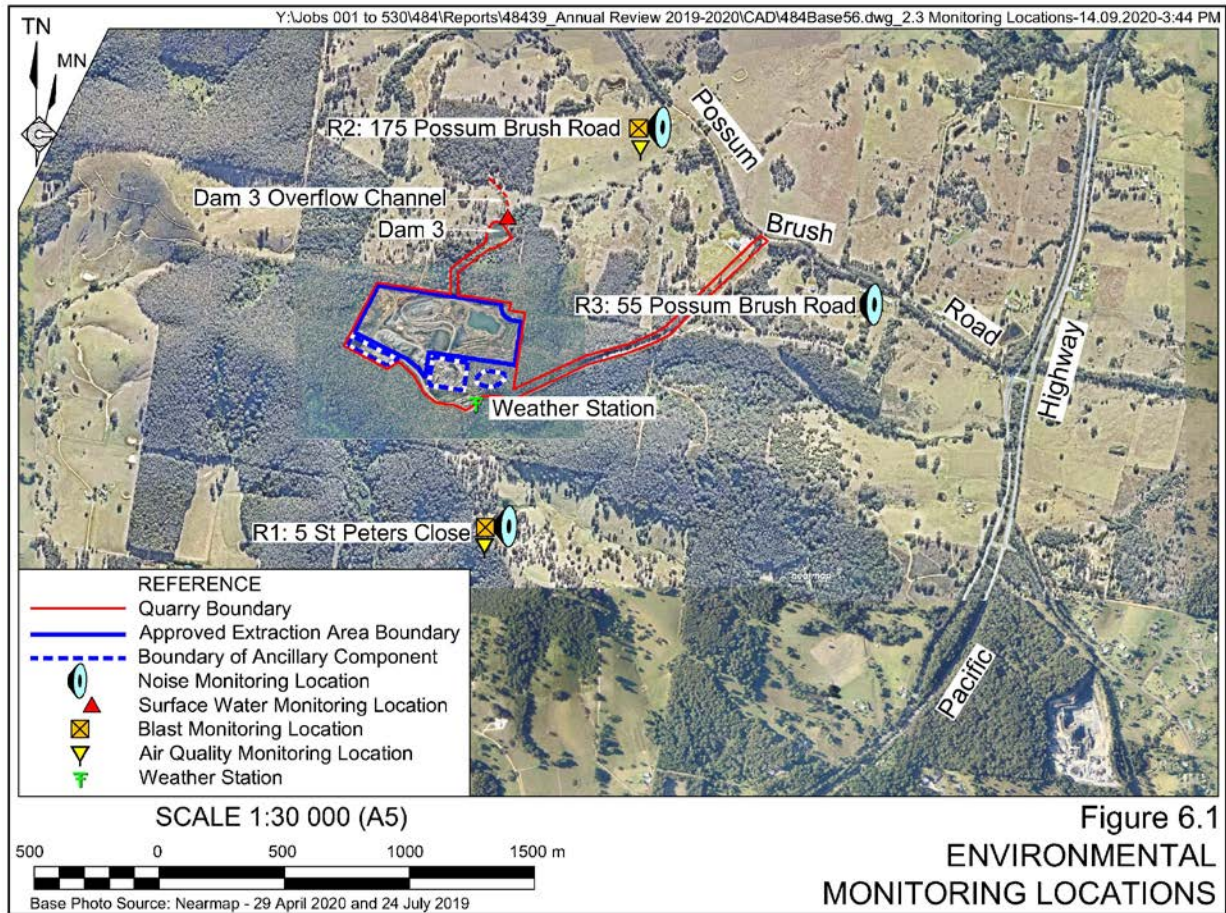 Y:\Jobs 001 to 530\484\Reports\48439_Annual Review 2019-2020\CAD\484Base56.dwg_2.3 Monitoring Locations-14.09.2020-3:44 PM
TN
MN
R2: 175 Possum Brush Road
Possum
Dam 3 Overflow Channel
Dam 3
Brush
R3: 55 Possum Brush Road
Road
Highway
Weather Station
R1: 5 St Peters Close
nearmap
Pacific
REFERENCE
Quarry Boundary
Approved Extraction Area Boundary
Boundary of Ancillary Component
Noise Monitoring Location
Surface Water Monitoring Location
Blast Monitoring Location
Air Quality Monitoring Location
Weather Station
SCALE 1:30 000 (A5)
500 0 500 1000 1500 m
Base Photo Source: Nearmap - 29 April 2020 and 24 July 2019
Figure 6.1
ENVIRONMENTAL
MONITORING LOCATIONS